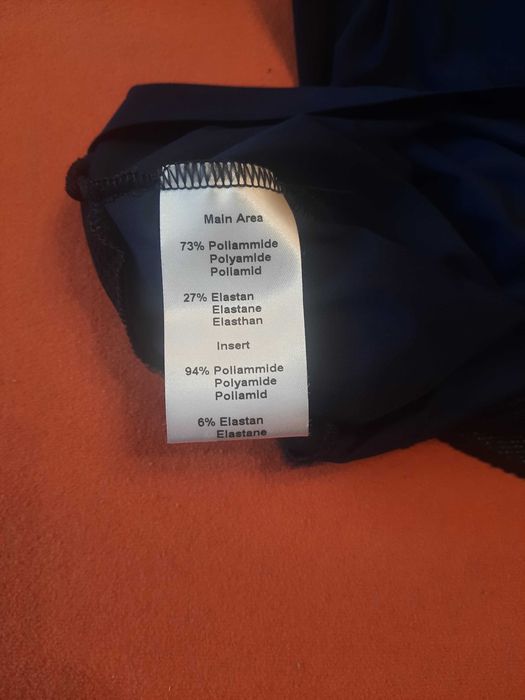 Main Area
73% Poliammide
Polyamide
Poliamid
27% Elastan
Elastane
Elasthan
Insert
94% Poliammide
Polyamide
Poliamid
6% Elastan
Elastane